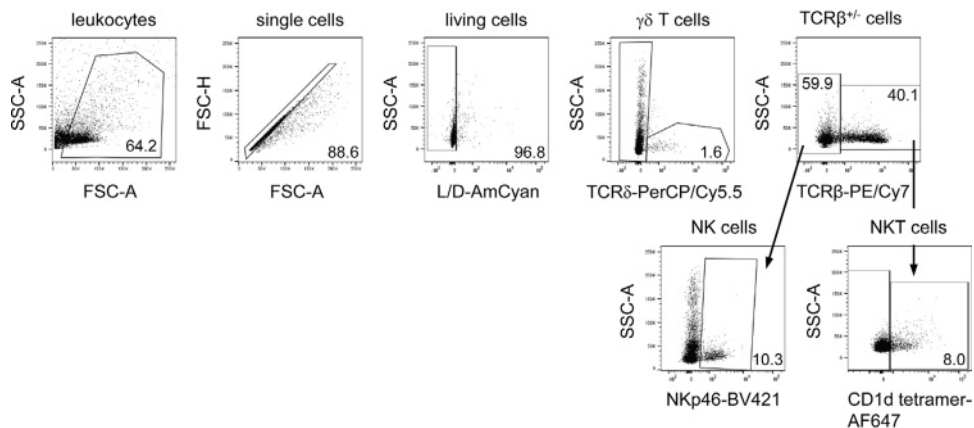 leukocytes
SSC-A
64.2
FSC-A
single cells
FSC-H
88.6
FSC-A
living cells
SSC-A
96.8
L/D-AmCyan
γδ T cells
SSC-A
1.6
TCRδ-PerCP/Cy5.5
TCRβ+/- cells
SSC-A
59.9
40.1
TCRβ-PE/Cy7
NK cells
SSC-A
10.3
NKp46-BV421
NKT cells
SSC-A
8.0
CD1d tetramer-
AF647